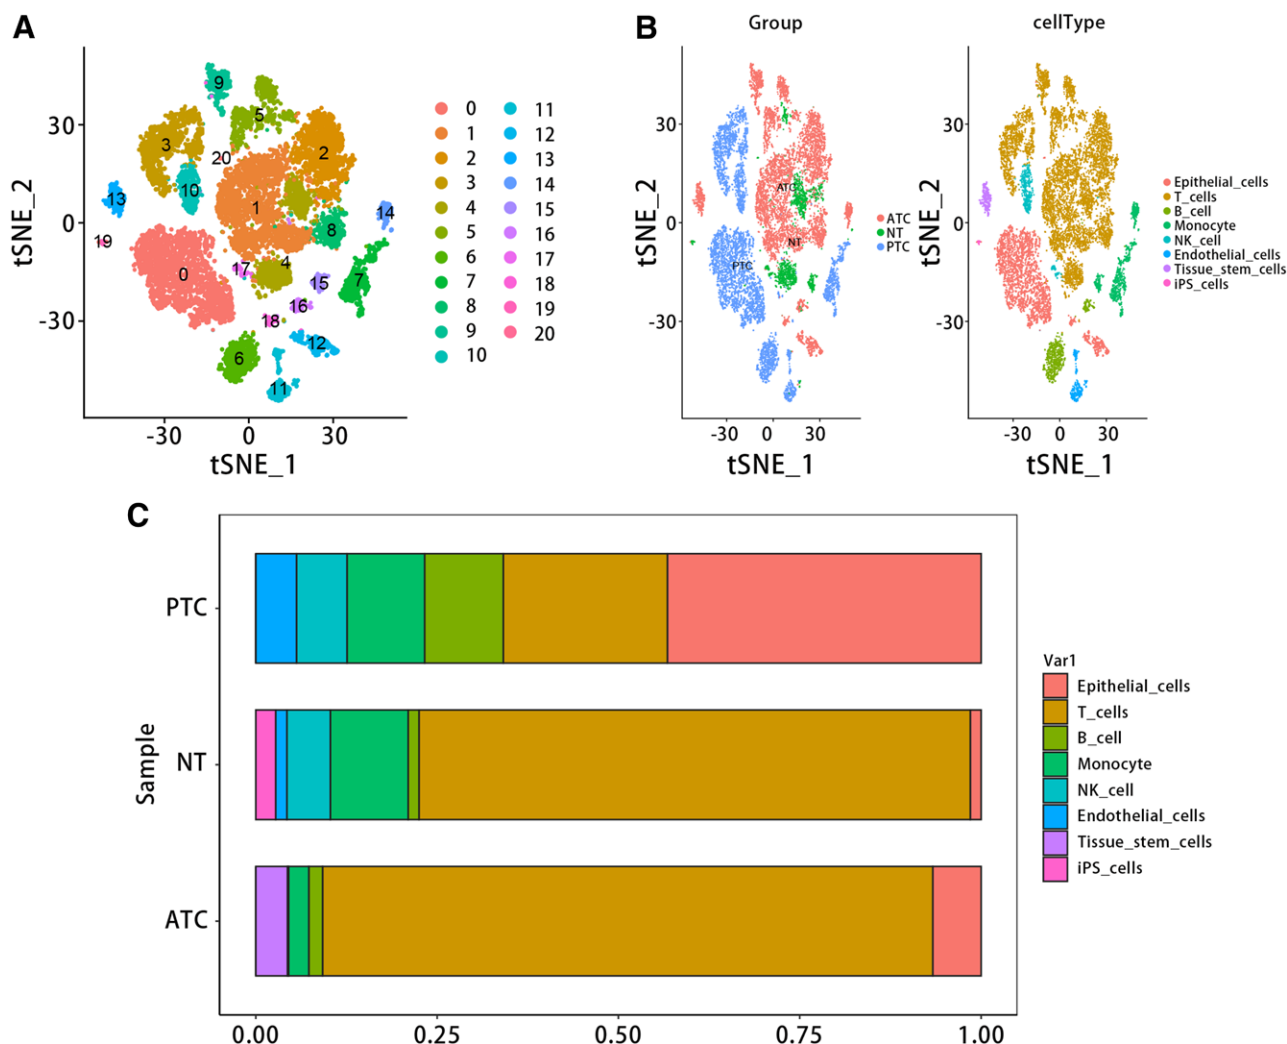 A
tSNE_2
30
0
-30
-30 0 30
tSNE_1
9
5
3
2
20
10
13
1
14
8
19
17
4
0
15
7
16
18
12
6
11
0 11
1 12
2 13
3 14
4 15
5 16
6 17
7 18
8 19
9 20
10
B
Group
tSNE_2
30
0
-30
-30 0 30
tSNE_1
ATC
NT
PTC
ATC
NT
PTC
cellType
tSNE_2
30
0
-30
-30 0 30
tSNE_1
Epithelial_cells
T_cells
B_cell
Monocyte
NK_cell
Endothelial_cells
Tissue_stem_cells
iPS_cells
C
Sample
PTC
NT
ATC
0.00 0.25 0.50 0.75 1.00
Var1
Epithelial_cells
T_cells
B_cell
Monocyte
NK_cell
Endothelial_cells
Tissue_stem_cells
iPS_cells